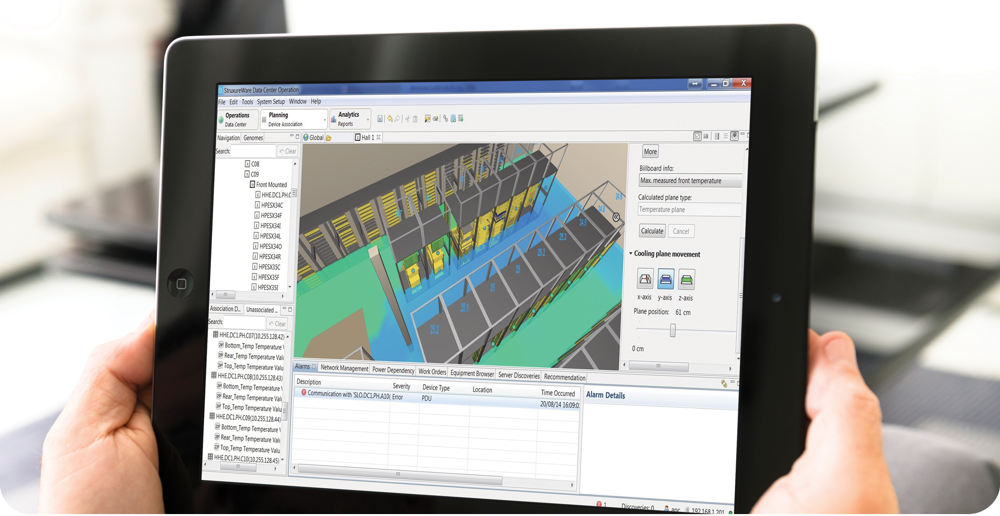 StruxureWare Data Center Operation
File Edit Tools System Setup Window Help
Operations
Data Center
Planning
Device Association
Analytics
Reports
Navigation Genomes
Search: Clear
C08
C09
Front Mounted
HHE.DC1.PH.C
HPESX34C
HPESX34F
HPESX34I
HPESX34L
HPESX34O
HPESX34R
HPESX35C
HPESX35F
HPESX35I
Association D... Unassociated ...
Search: Clear
HHE.DC1.PH.C07(10.255.128.42)
Bottom_Temp Temperature V
Rear_Temp Temperature Valu
Top_Temp Temperature Valu
HHE.DC1.PH.C08(10.255.128.43)
Bottom_Temp Temperature V
Rear_Temp Temperature Valu
Top_Temp Temperature Valu
HHE.DC1.PH.C09(10.255.128.44)
Bottom_Temp Temperature V
Rear_Temp Temperature Valu
Top_Temp Temperature Valu
HHE.DC1.PH.C10(10.255.128.45)
Global Hall 1
24.8
24.8
24.9
25.3
25.2
25
25
25.1
25.2
More
Billboard info:
Max. measured front temperature
Calculated plane type:
Temperature plane
Calculate Cancel
Cooling plane movement
x-axis y-axis z-axis
Plane position: 61 cm
0 cm
Alarms Network Management Power Dependency Work Orders Equipment Browser Server Discoveries Recommendation
Description Severity Device Type Location Time Occurred
Communication with 'SLO.DC1.PH.A10( Error PDU 20/08/14 16:09:0
Alarm Details
1 Discoveries: 0 apc 192.168.1.201